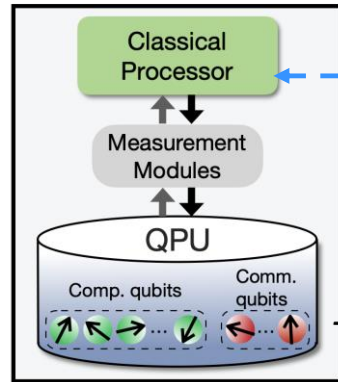 Classical
Processor
Measurement
Modules
QPU
Comp. qubits
Comm.
qubits
...
...